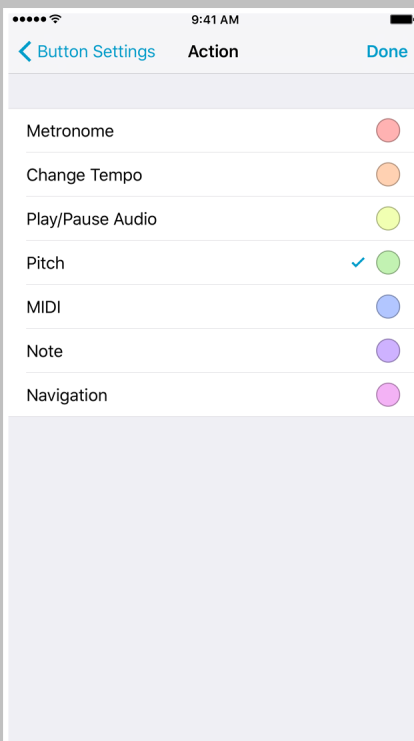 9:41 AM
Button Settings Action Done
Metronome
Change Tempo
Play/Pause Audio
Pitch
MIDI
Note
Navigation